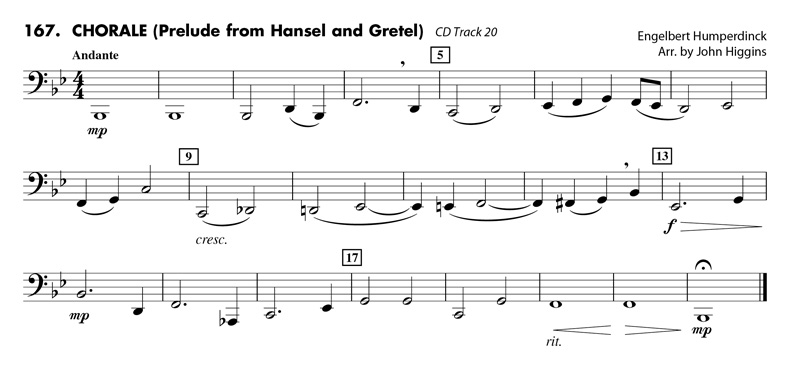 167. CHORALE (Prelude from Hansel and Gretel) CD Track 20
Engelbert Humperdinck
Arr. by John Higgins
Andante
5
4
4
mp
9
13
cresc.
f
17
mp
rit.
mp